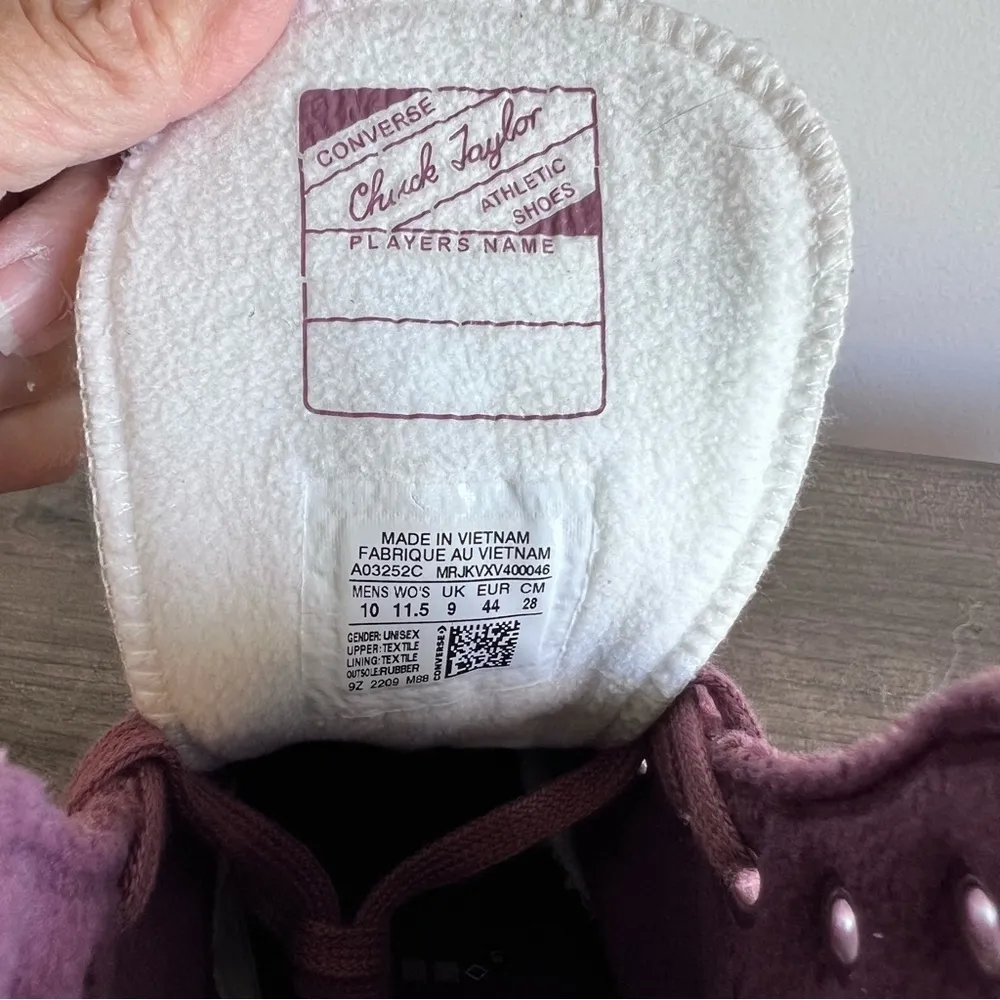 CONVERSE
Chuck Taylor
ATHLETIC
SHOES
PLAYERS NAME
MADE IN VIETNAM
FABRIQUE AU VIETNAM
A03252C MRJKVXV400046
MENS WO'S UK EUR CM
10 11.5 9 44 28
GENDER: UNISEX
UPPER: TEXTILE
LINING: TEXTILE
OUTSOLE: RUBBER
9Z 2209 M88
CONVERSE